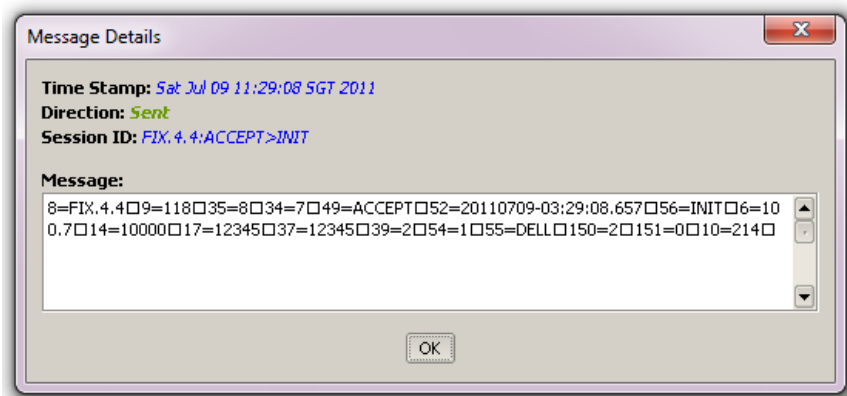 Message Details
Time Stamp: Sat Jul 09 11:29:08 SGT 2011
Direction: Sent
Session ID: FIX.4.4:ACCEPT>INIT
Message:
8=FIX.4.4□9=118□35=8□34=7□49=ACCEPT□52=20110709-03:29:08.657□56=INIT□6=10
0.7□14=10000□17=12345□37=12345□39=2□54=1□55=DELL□150=2□151=0□10=214□
OK